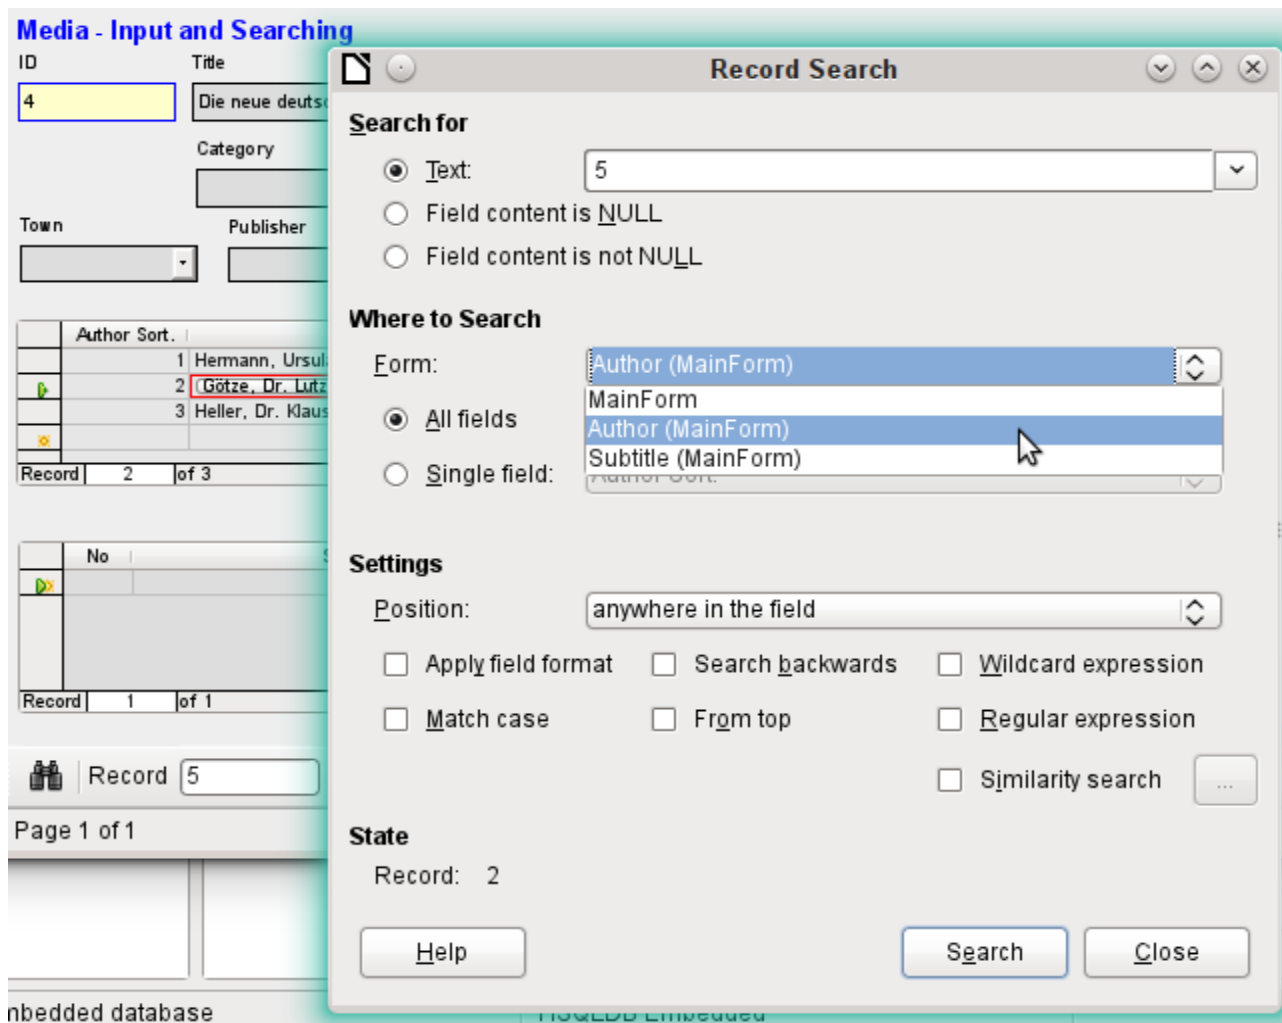 Media - Input and Searching
ID Title
4 Die neue deuts
Category
Town Publisher
Author Sort.
1 Hermann, Ursul
2 Götze, Dr. Lutz
3 Heller, Dr. Klaus
Record 2 of 3
No
Record 1 of 1
Record 5
Page 1 of 1
mbedded database
HSQLDB Embedded
Record Search
Search for
Text: 5
Field content is NULL
Field content is not NULL
Where to Search
Form: Author (MainForm)
MainForm
Author (MainForm)
Subtitle (MainForm)
All fields
Single field: Author Sort.
Settings
Position: anywhere in the field
Apply field format Search backwards Wildcard expression
Match case From top Regular expression
Similarity search ...
State
Record: 2
Help Search Close